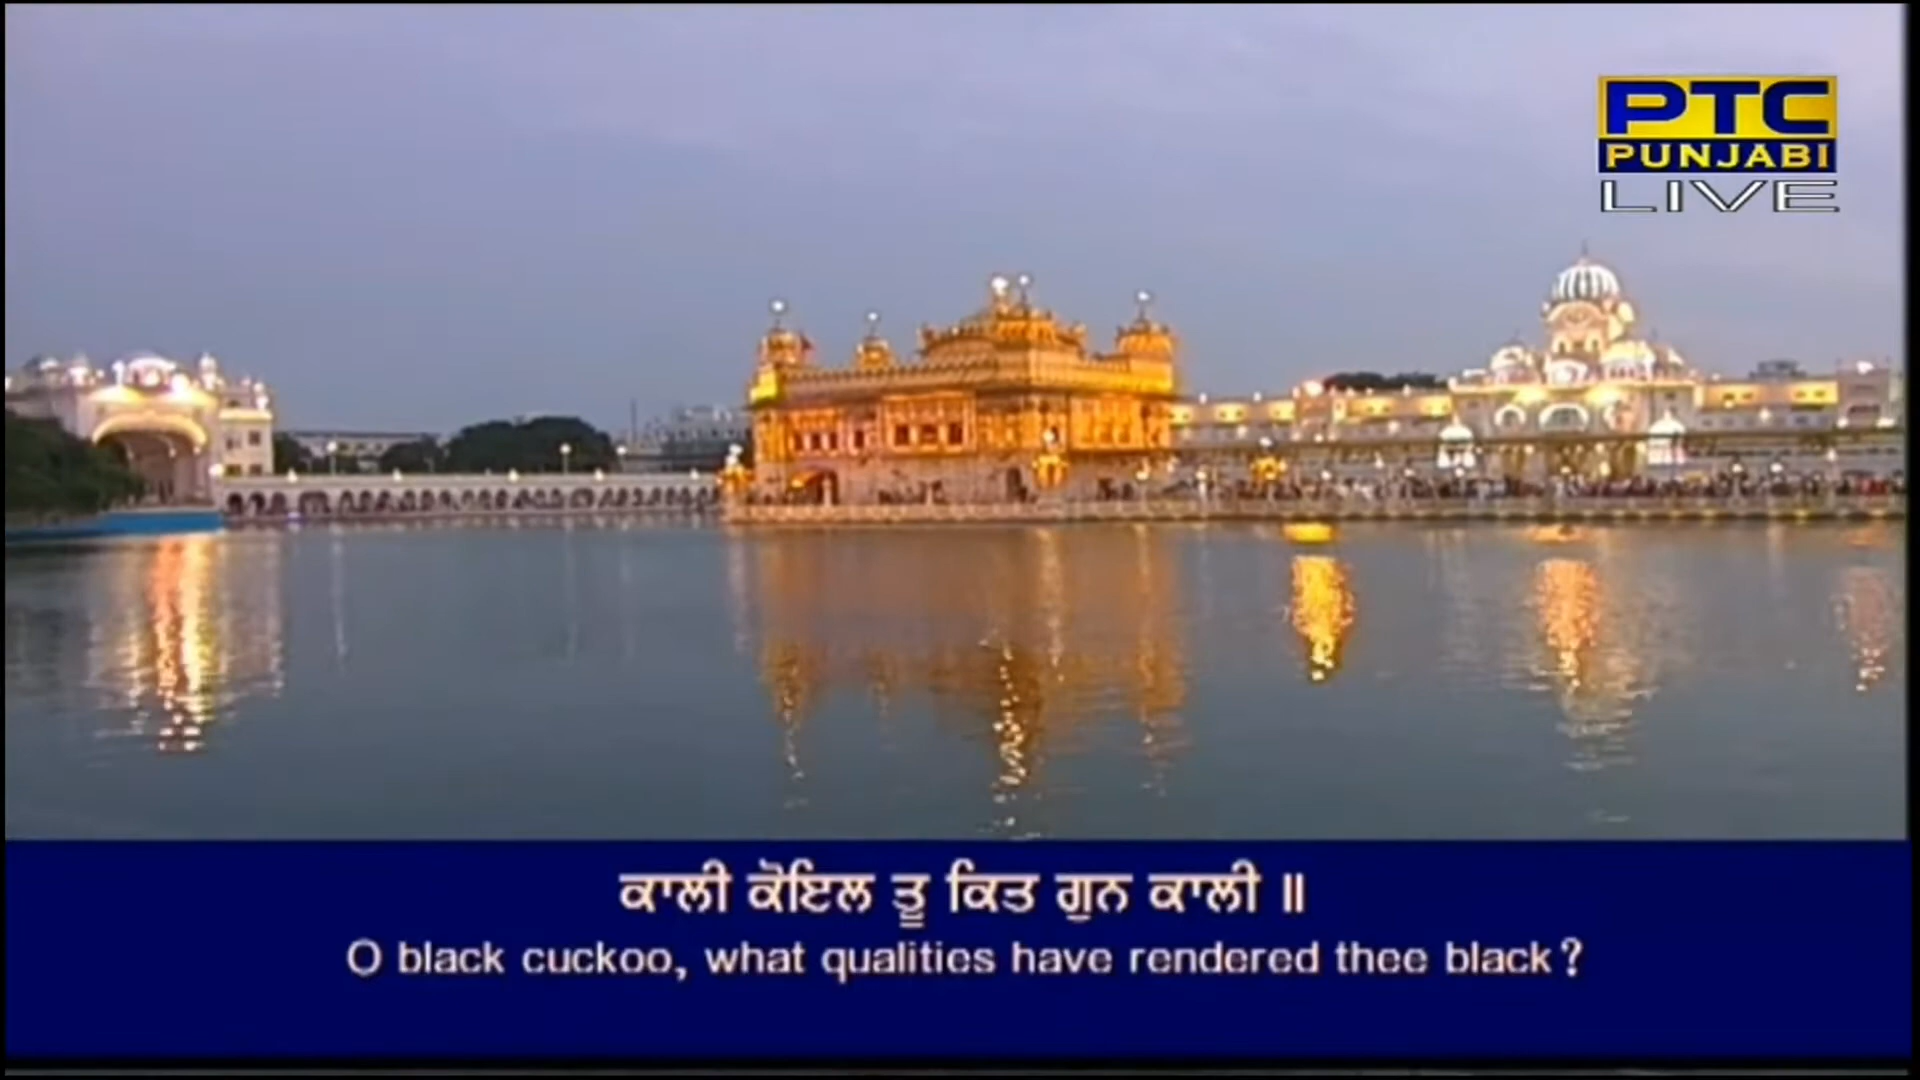 PTC
PUNJABI
LIVE
ਕਾਲੀ ਕੋਇਲ ਤੂ ਕਿਤ ਗੁਨ ਕਾਲੀ ॥
O black cuckoo, what qualities have rendered thee black?